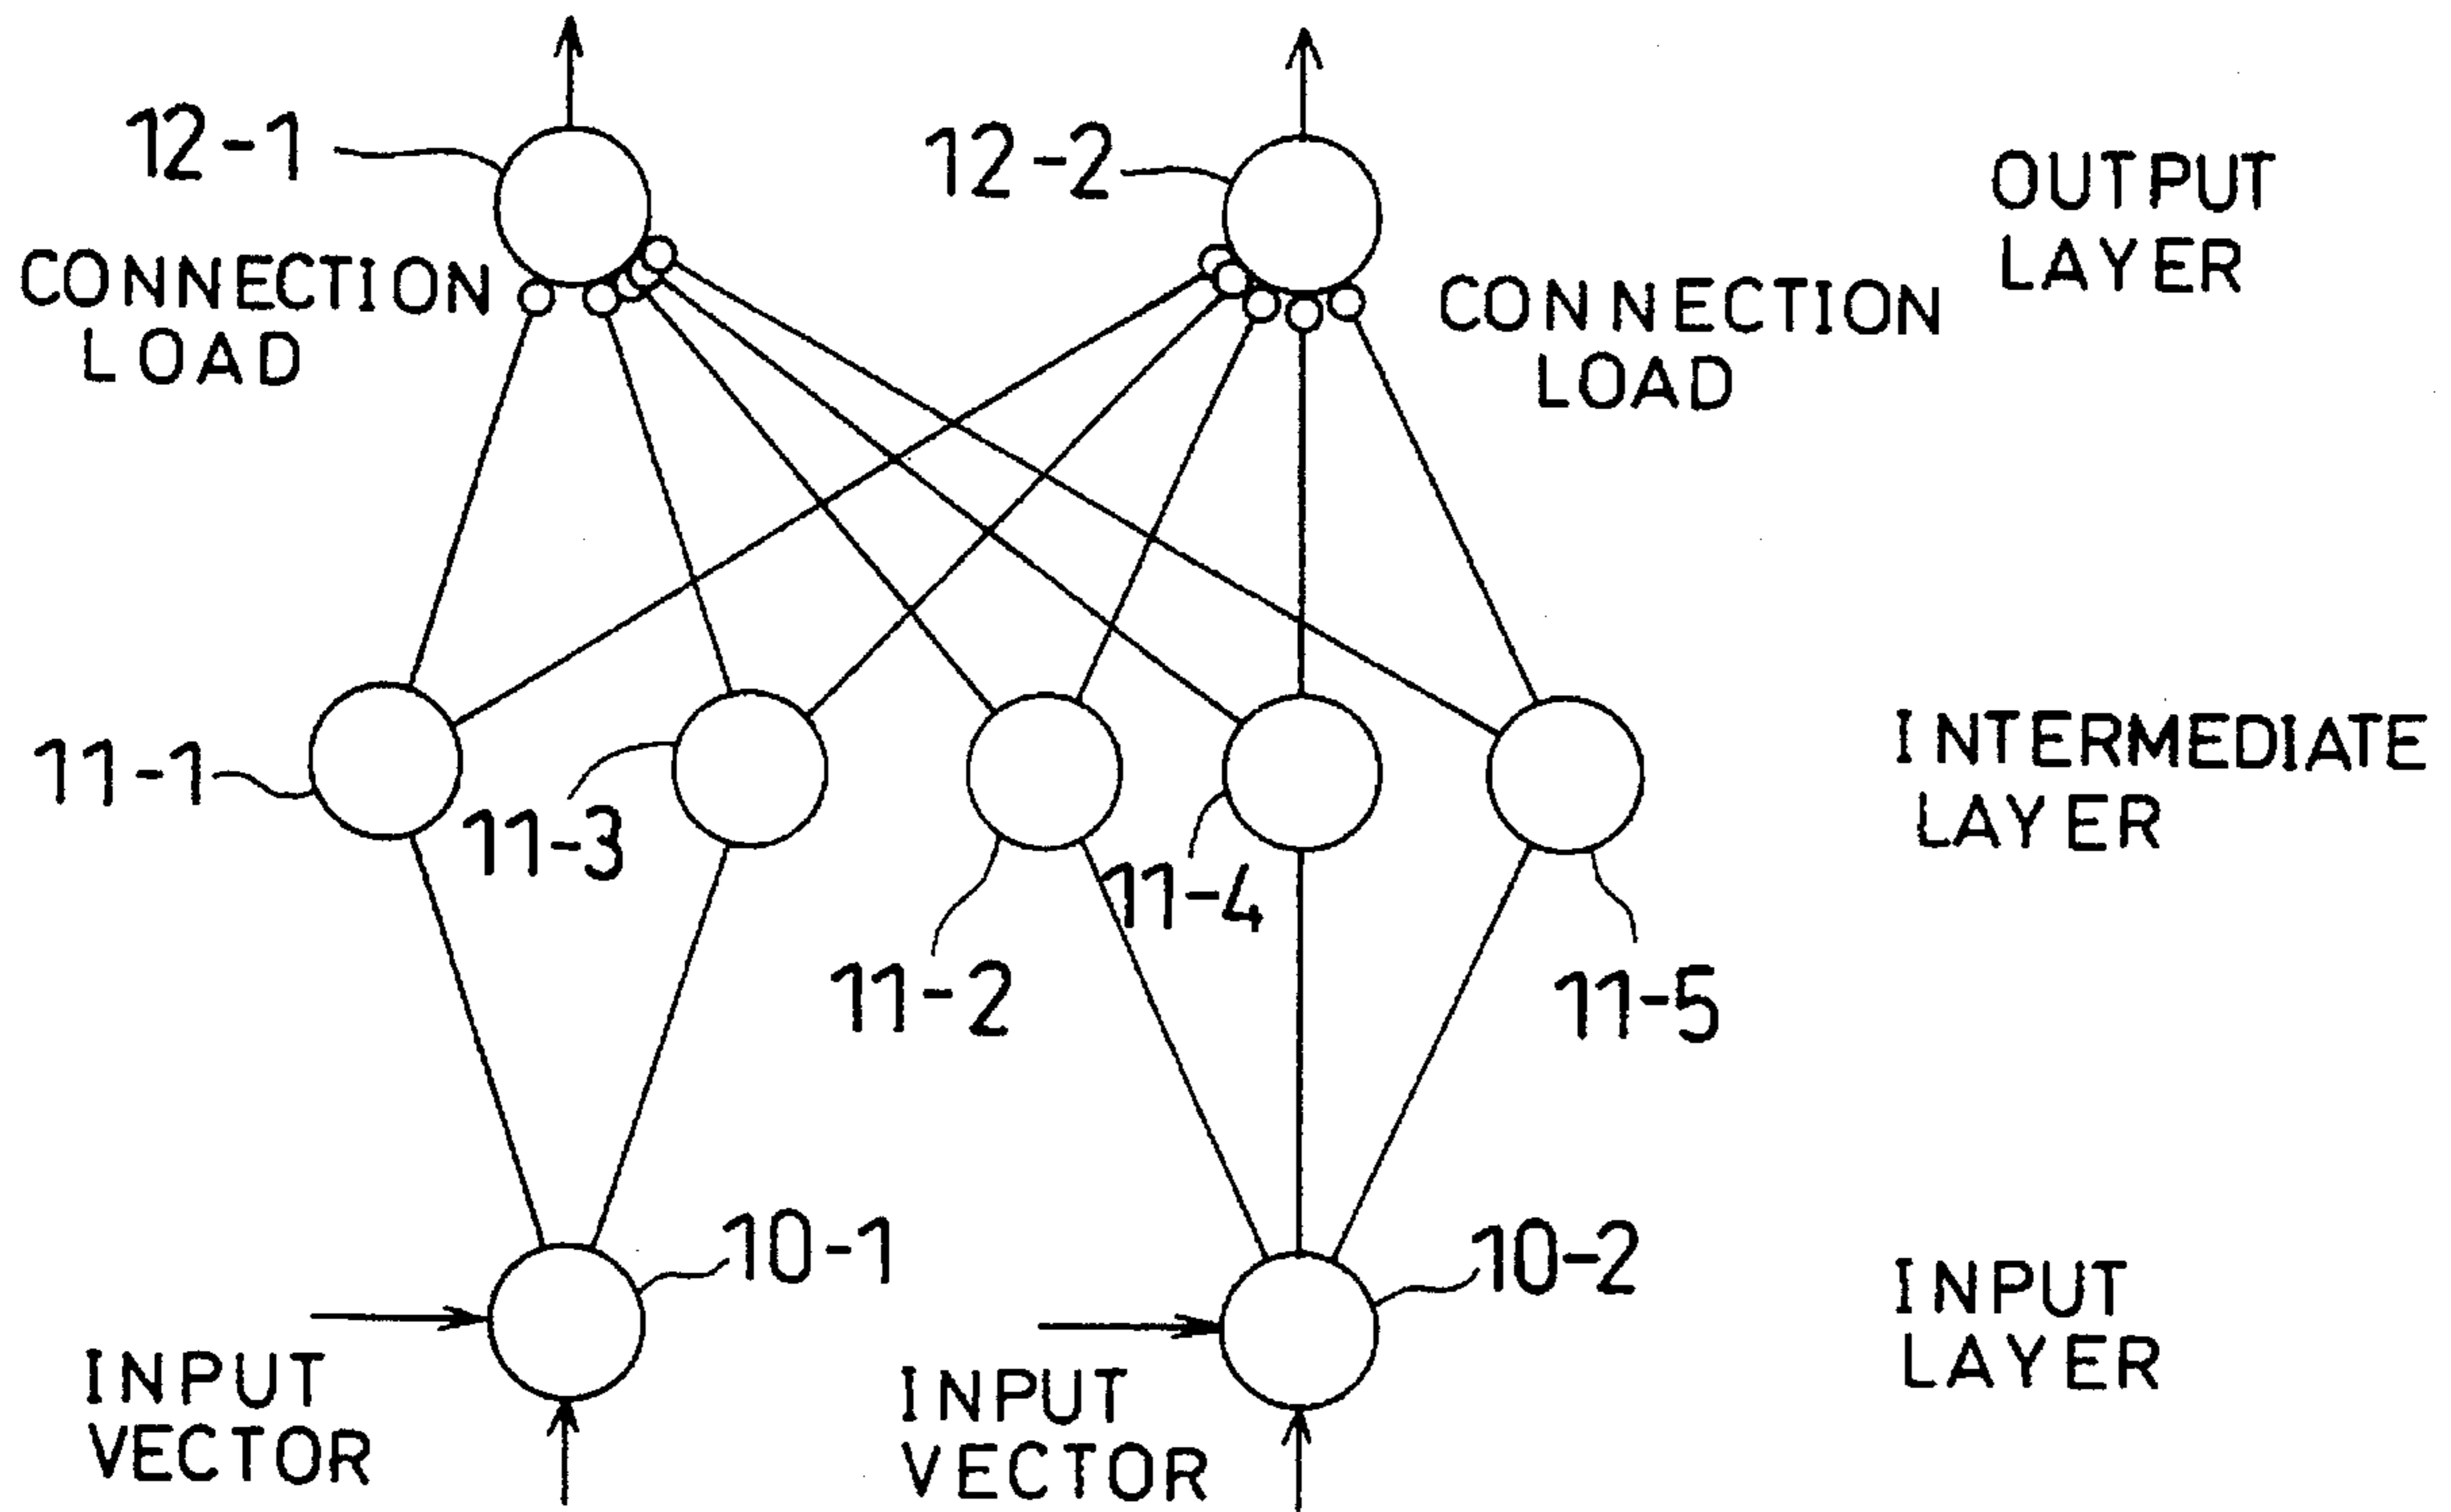 12-1
12-2
OUTPUT
LAYER
CONNECTION
LOAD
CONNECTION
LOAD
11-1
11-3
11-2
11-4
11-5
INTERMEDIATE
LAYER
10-1
10-2
INPUT
LAYER
INPUT
VECTOR
INPUT
VECTOR